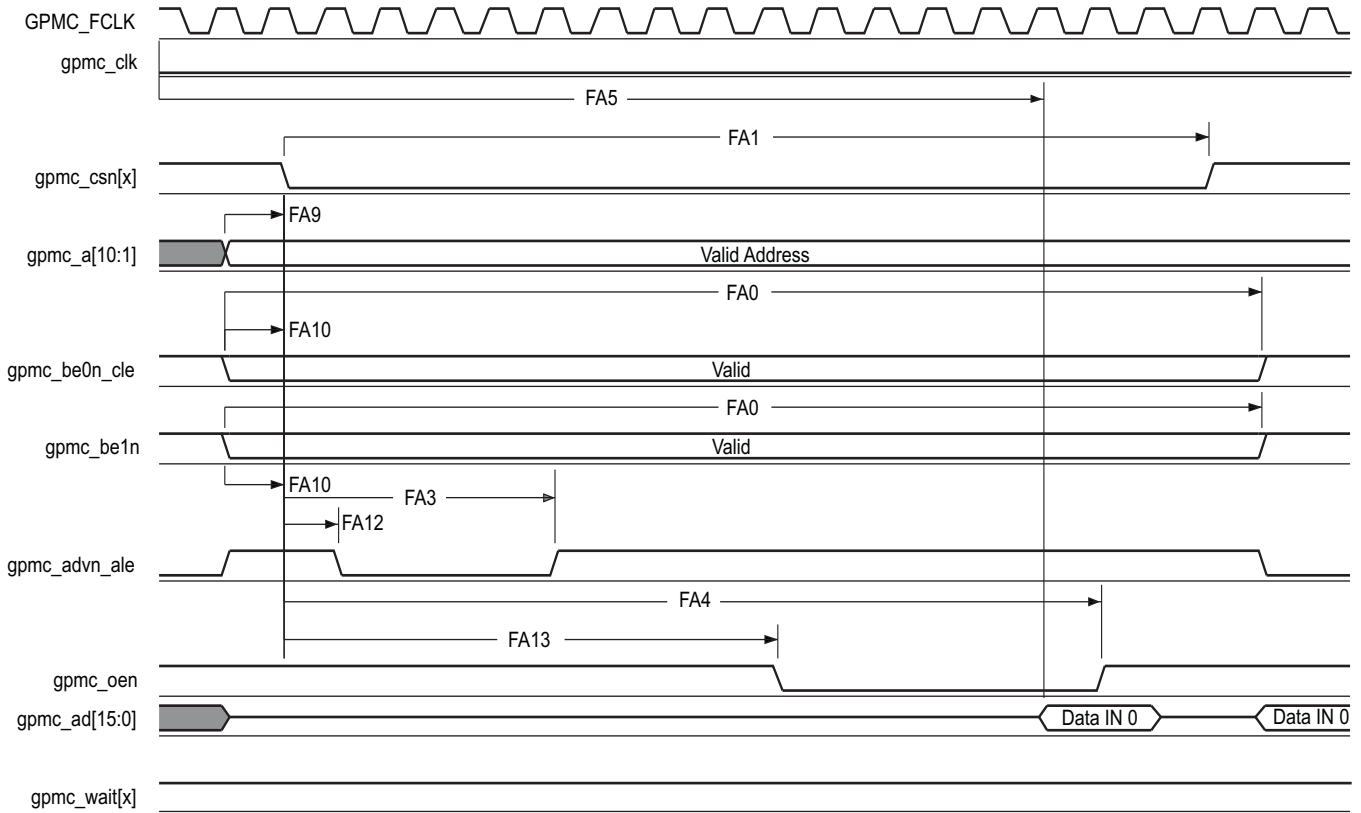 GPMC_FCLK
gpmc_clk
FA5
FA1
gpmc_csn[x]
FA9
gpmc_a[10:1]
Valid Address
FA0
FA10
gpmc_be0n_cle
Valid
FA0
gpmc_be1n
Valid
FA10
FA3
FA12
gpmc_advn_ale
FA4
FA13
gpmc_oen
gpmc_ad[15:0]
Data IN 0
Data IN 0
gpmc_wait[x]